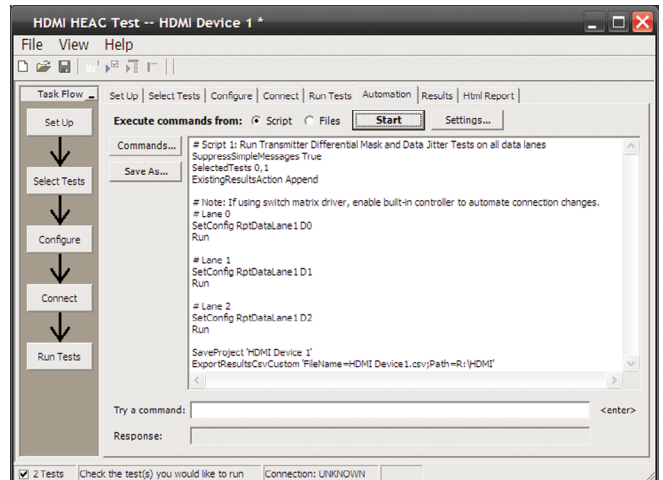 HDMI HEAC Test -- HDMI Device 1 *
File View Help
Task Flow
Set Up
Select Tests
Configure
Connect
Run Tests
Set Up Select Tests Configure Connect Run Tests Automation Results Html Report
Execute commands from: Script Files Start Settings...
Commands...
Save As...
# Script 1: Run Transmitter Differential Mask and Data Jitter Tests on all data lanes
SuppressSimpleMessages True
SelectedTests 0,1
ExistingResultsAction Append
# Note: If using switch matrix driver, enable built-in controller to automate connection changes.
# Lane 0
SetConfig RptDataLane1 D0
Run
# Lane 1
SetConfig RptDataLane1 D1
Run
# Lane 2
SetConfig RptDataLane1 D2
Run
SaveProject 'HDMI Device 1'
ExportResultsCsvCustom 'FileName=HDMI Device1.csv;Path=R:\HDMI'
Try a command: <enter>
Response:
2 Tests Check the test(s) you would like to run Connection: UNKNOWN